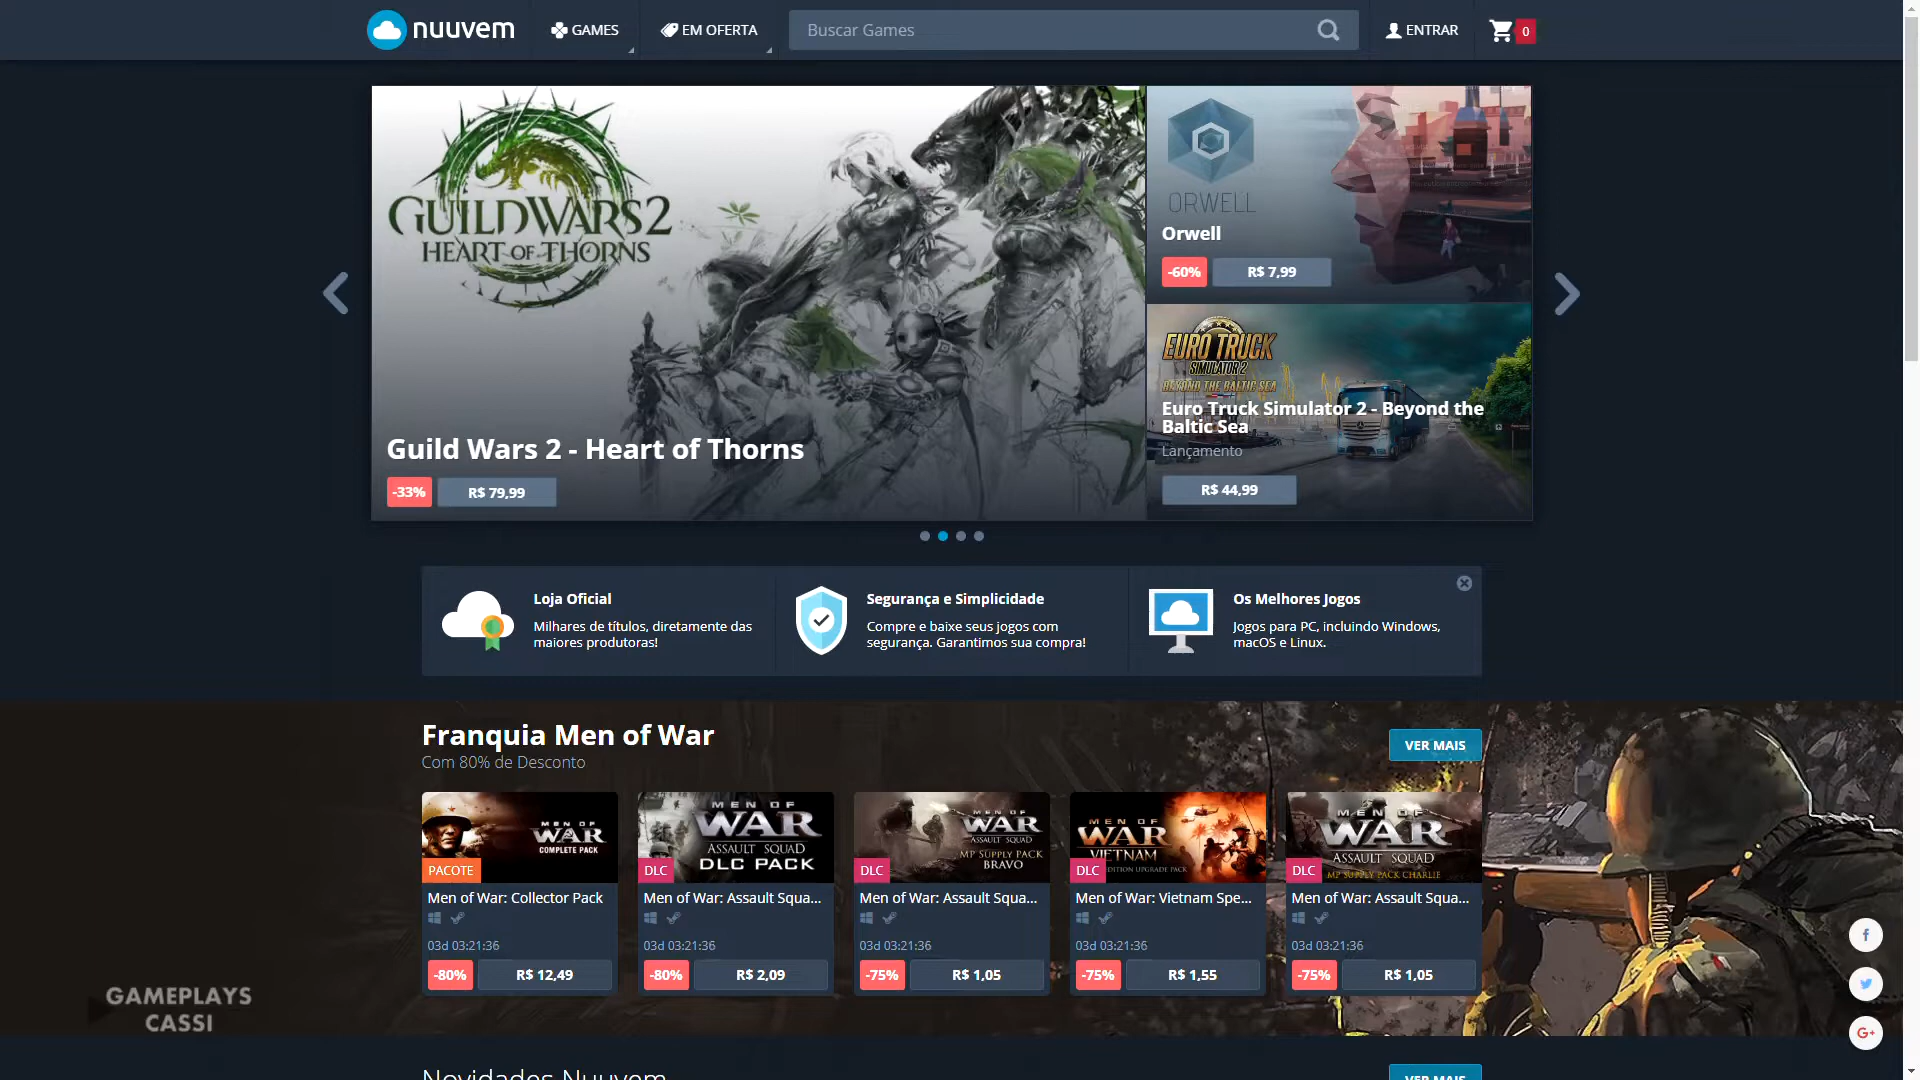 nuuvem
GAMES
EM OFERTA
Buscar Games
ENTRAR
0
GUILDWARS2
HEART OF THORNS
Guild Wars 2 - Heart of Thorns
-33%
R$ 79,99
ORWELL
Orwell
-60%
R$ 7,99
EURO TRUCK
SIMULATOR 2
BEYOND THE BALTIC SEA
Euro Truck Simulator 2 - Beyond the
Baltic Sea
Lançamento
R$ 44,99
Loja Oficial
Milhares de títulos, diretamente das
maiores produtoras!
Segurança e Simplicidade
Compre e baixe seus jogos com
segurança. Garantimos sua compra!
Os Melhores Jogos
Jogos para PC, incluindo Windows,
macOS e Linux.
Franquia Men of War
Com 80% de Desconto
VER MAIS
MEN OF
WAR
COMPLETE PACK
PACOTE
Men of War: Collector Pack
03d 03:21:36
-80%
R$ 12,49
MEN OF
WAR
ASSAULT SQUAD
DLC PACK
DLC
Men of War: Assault Squa...
03d 03:21:36
-80%
R$ 2,09
MEN OF
WAR
ASSAULT SQUAD
MP SUPPLY PACK
BRAVO
DLC
Men of War: Assault Squa...
03d 03:21:36
-75%
R$ 1,05
MEN OF
WAR
VIETNAM
EDITION UPGRADE PACK
DLC
Men of War: Vietnam Spe...
03d 03:21:36
-75%
R$ 1,55
MEN OF
WAR
ASSAULT SQUAD
MP SUPPLY PACK CHARLIE
DLC
Men of War: Assault Squa...
03d 03:21:36
-75%
R$ 1,05
GAMEPLAYS
CASSI
f
G+
Novidades Nuuvem
VER MAIS